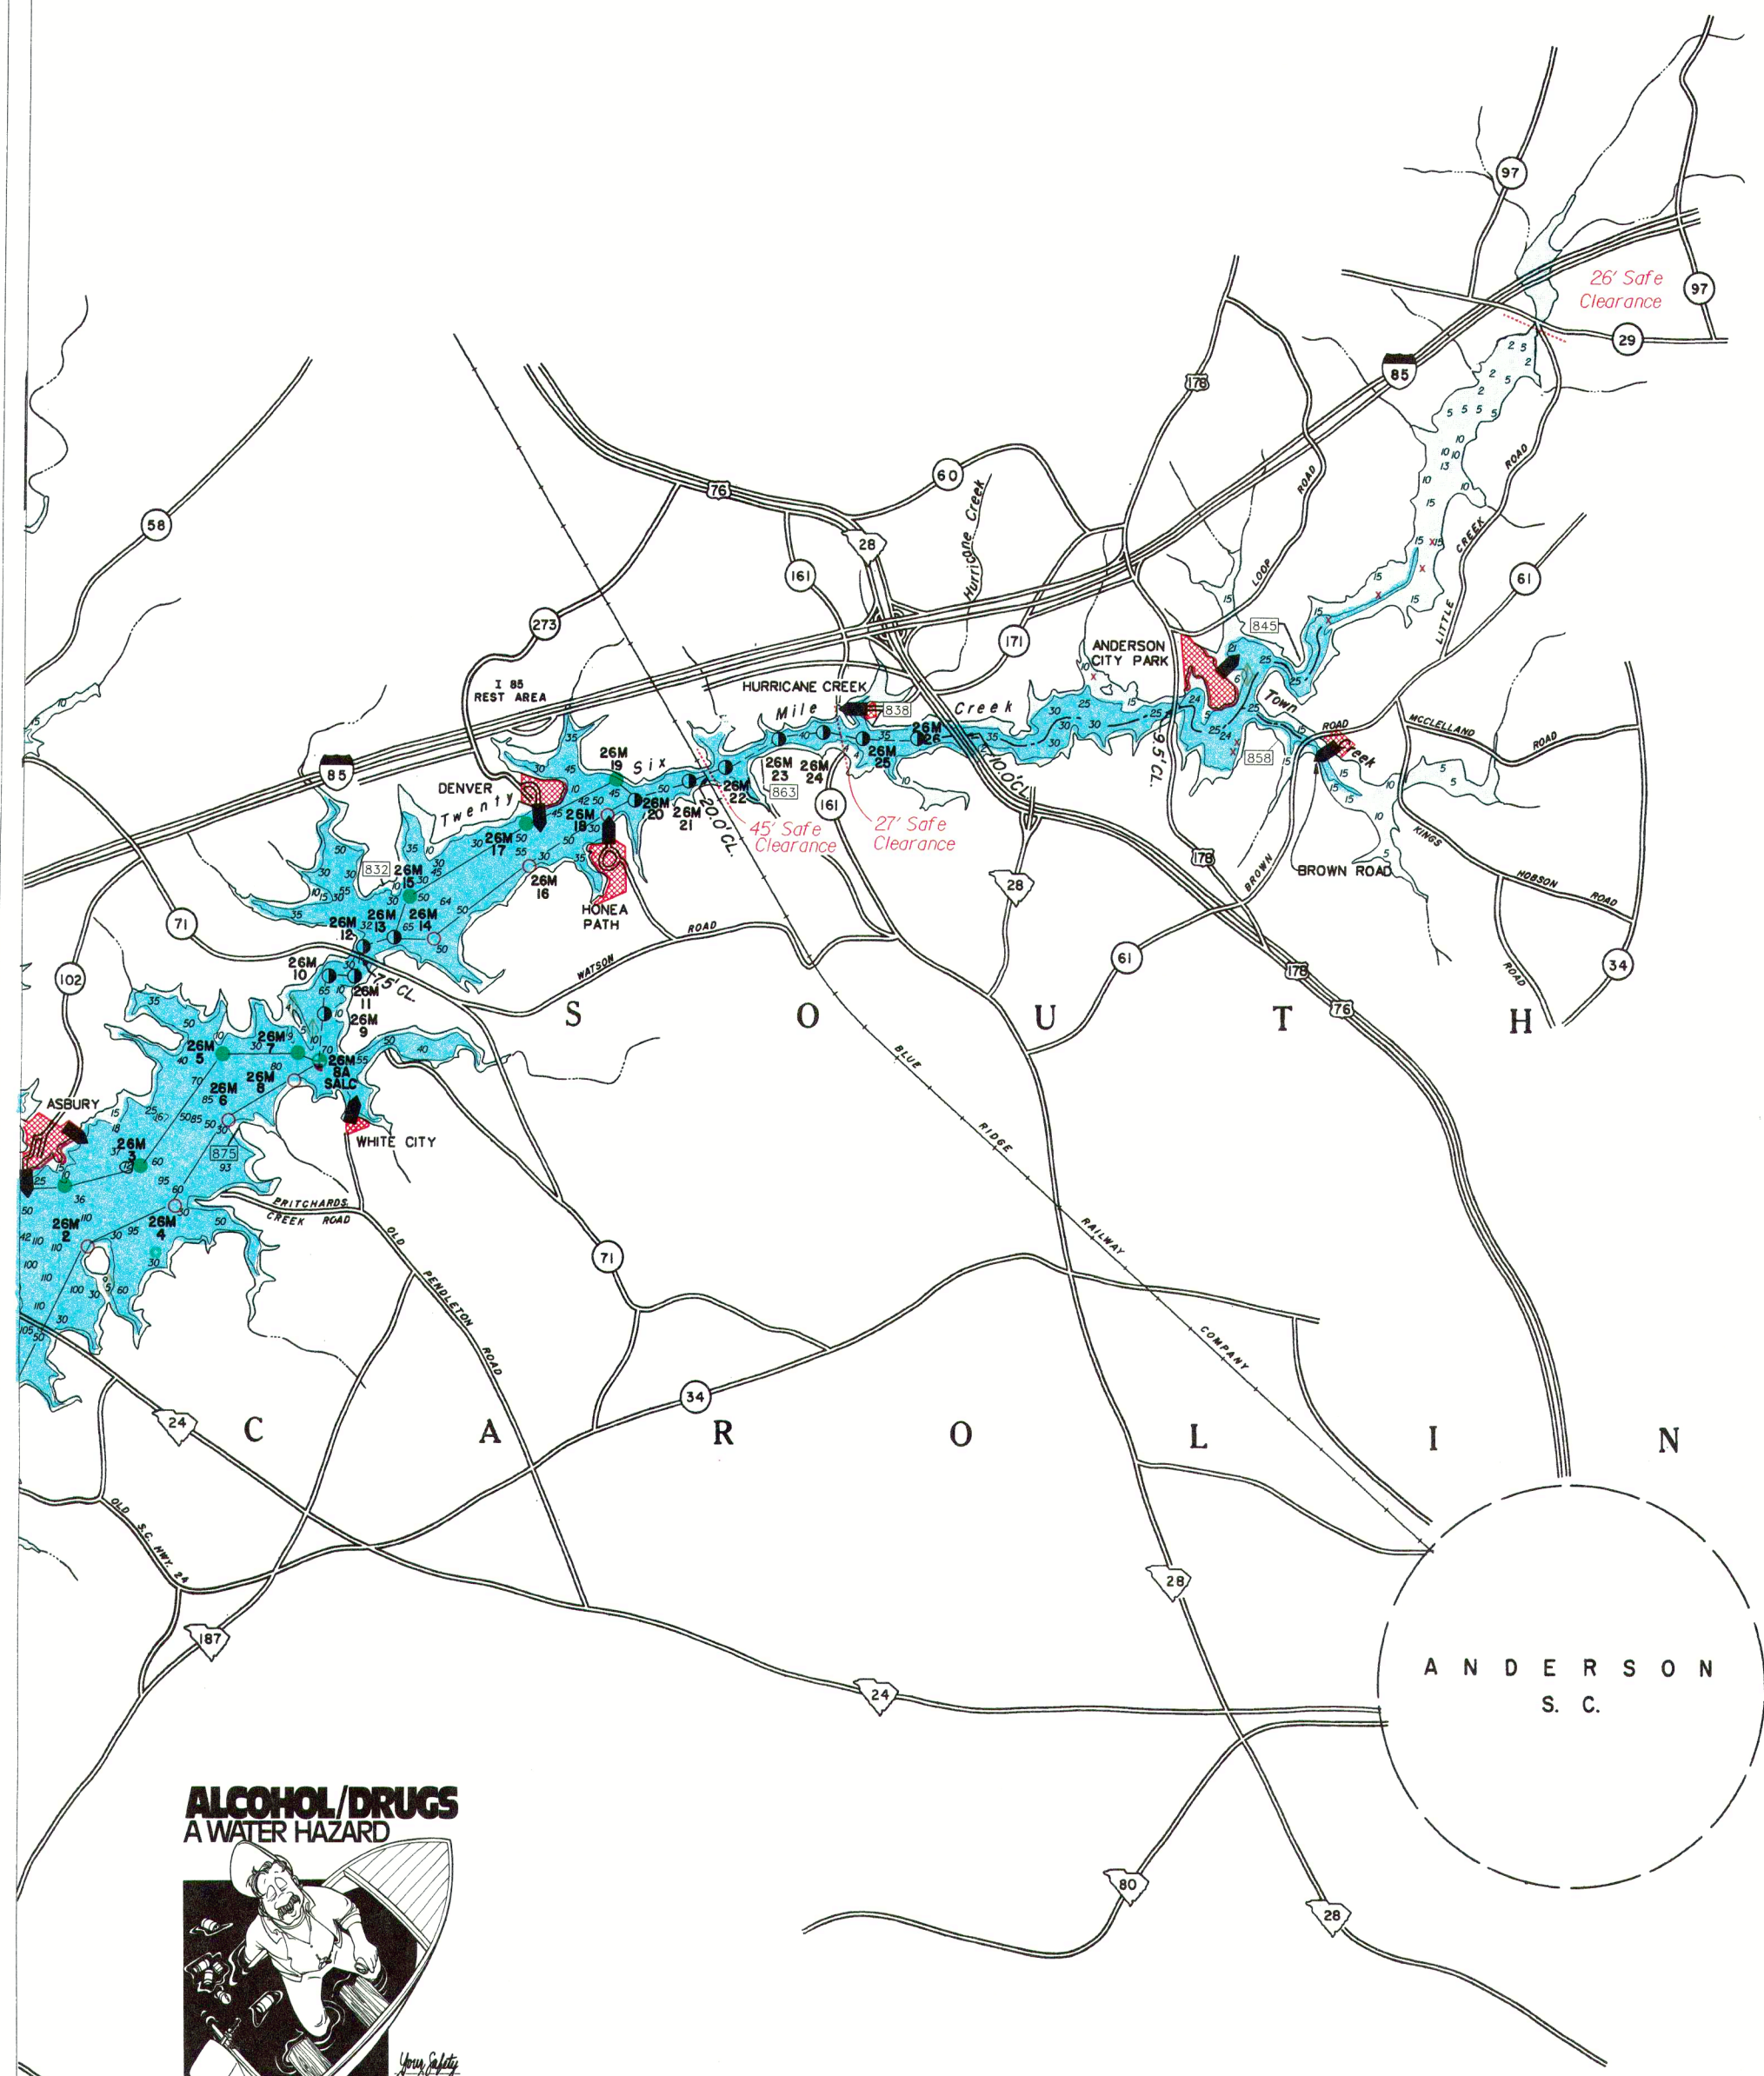 97
26' Safe
Clearance
97
29
85
178
58
76
60
Hurricane Creek
28
161
273
171
LOOP
ROAD
LITTLE
CREEK
ROAD
61
845
ANDERSON
CITY PARK
I 85
REST AREA
HURRICANE CREEK
838
Twenty Six Mile Creek
Town Creek
ROAD
MCCLELLAND
ROAD
858
26M
19
26M
26
26M
25
26M
24
26M
23
863
26M
22
26M
21
26M
20
26M
18
26M
17
26M
16
26M
15
26M
14
26M
13
26M
12
832
DENVER
85
20.0' CL.
45' Safe
Clearance
161
27' Safe
Clearance
10.0' CL.
9.5' CL.
178
28
BROWN
BROWN ROAD
KINGS
HOBSON
ROAD
ROAD
34
HONEA
PATH
WATSON
ROAD
71
102
7.5' CL.
61
178
76
26M
10
26M
11
26M
9
26M
7
26M
5
26M
8
26M
8A
SALC
26M
6
S O U T H
BLUE
RIDGE
RAILWAY
COMPANY
ASBURY
WHITE CITY
26M
3
875
26M
2
26M
4
PRITCHARDS
CREEK ROAD
OLD
PENDLETON
ROAD
71
34
24
C A R O L I N
OLD
S.C. HWY. 24
187
28
24
ANDERSON
S. C.
80
28
ALCOHOL/DRUGS
A WATER HAZARD
Your Safety